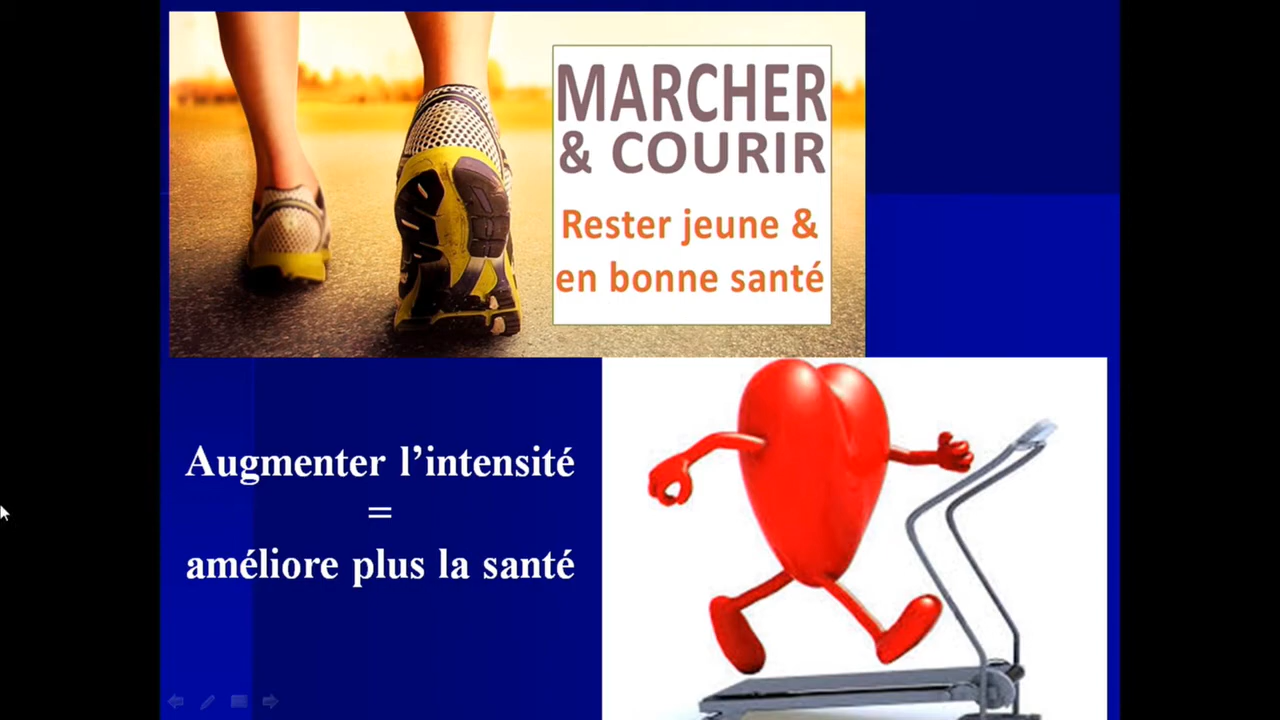 MARCHER
& COURIR
Rester jeune &
en bonne santé
Augmenter l’intensité
=
améliore plus la santé